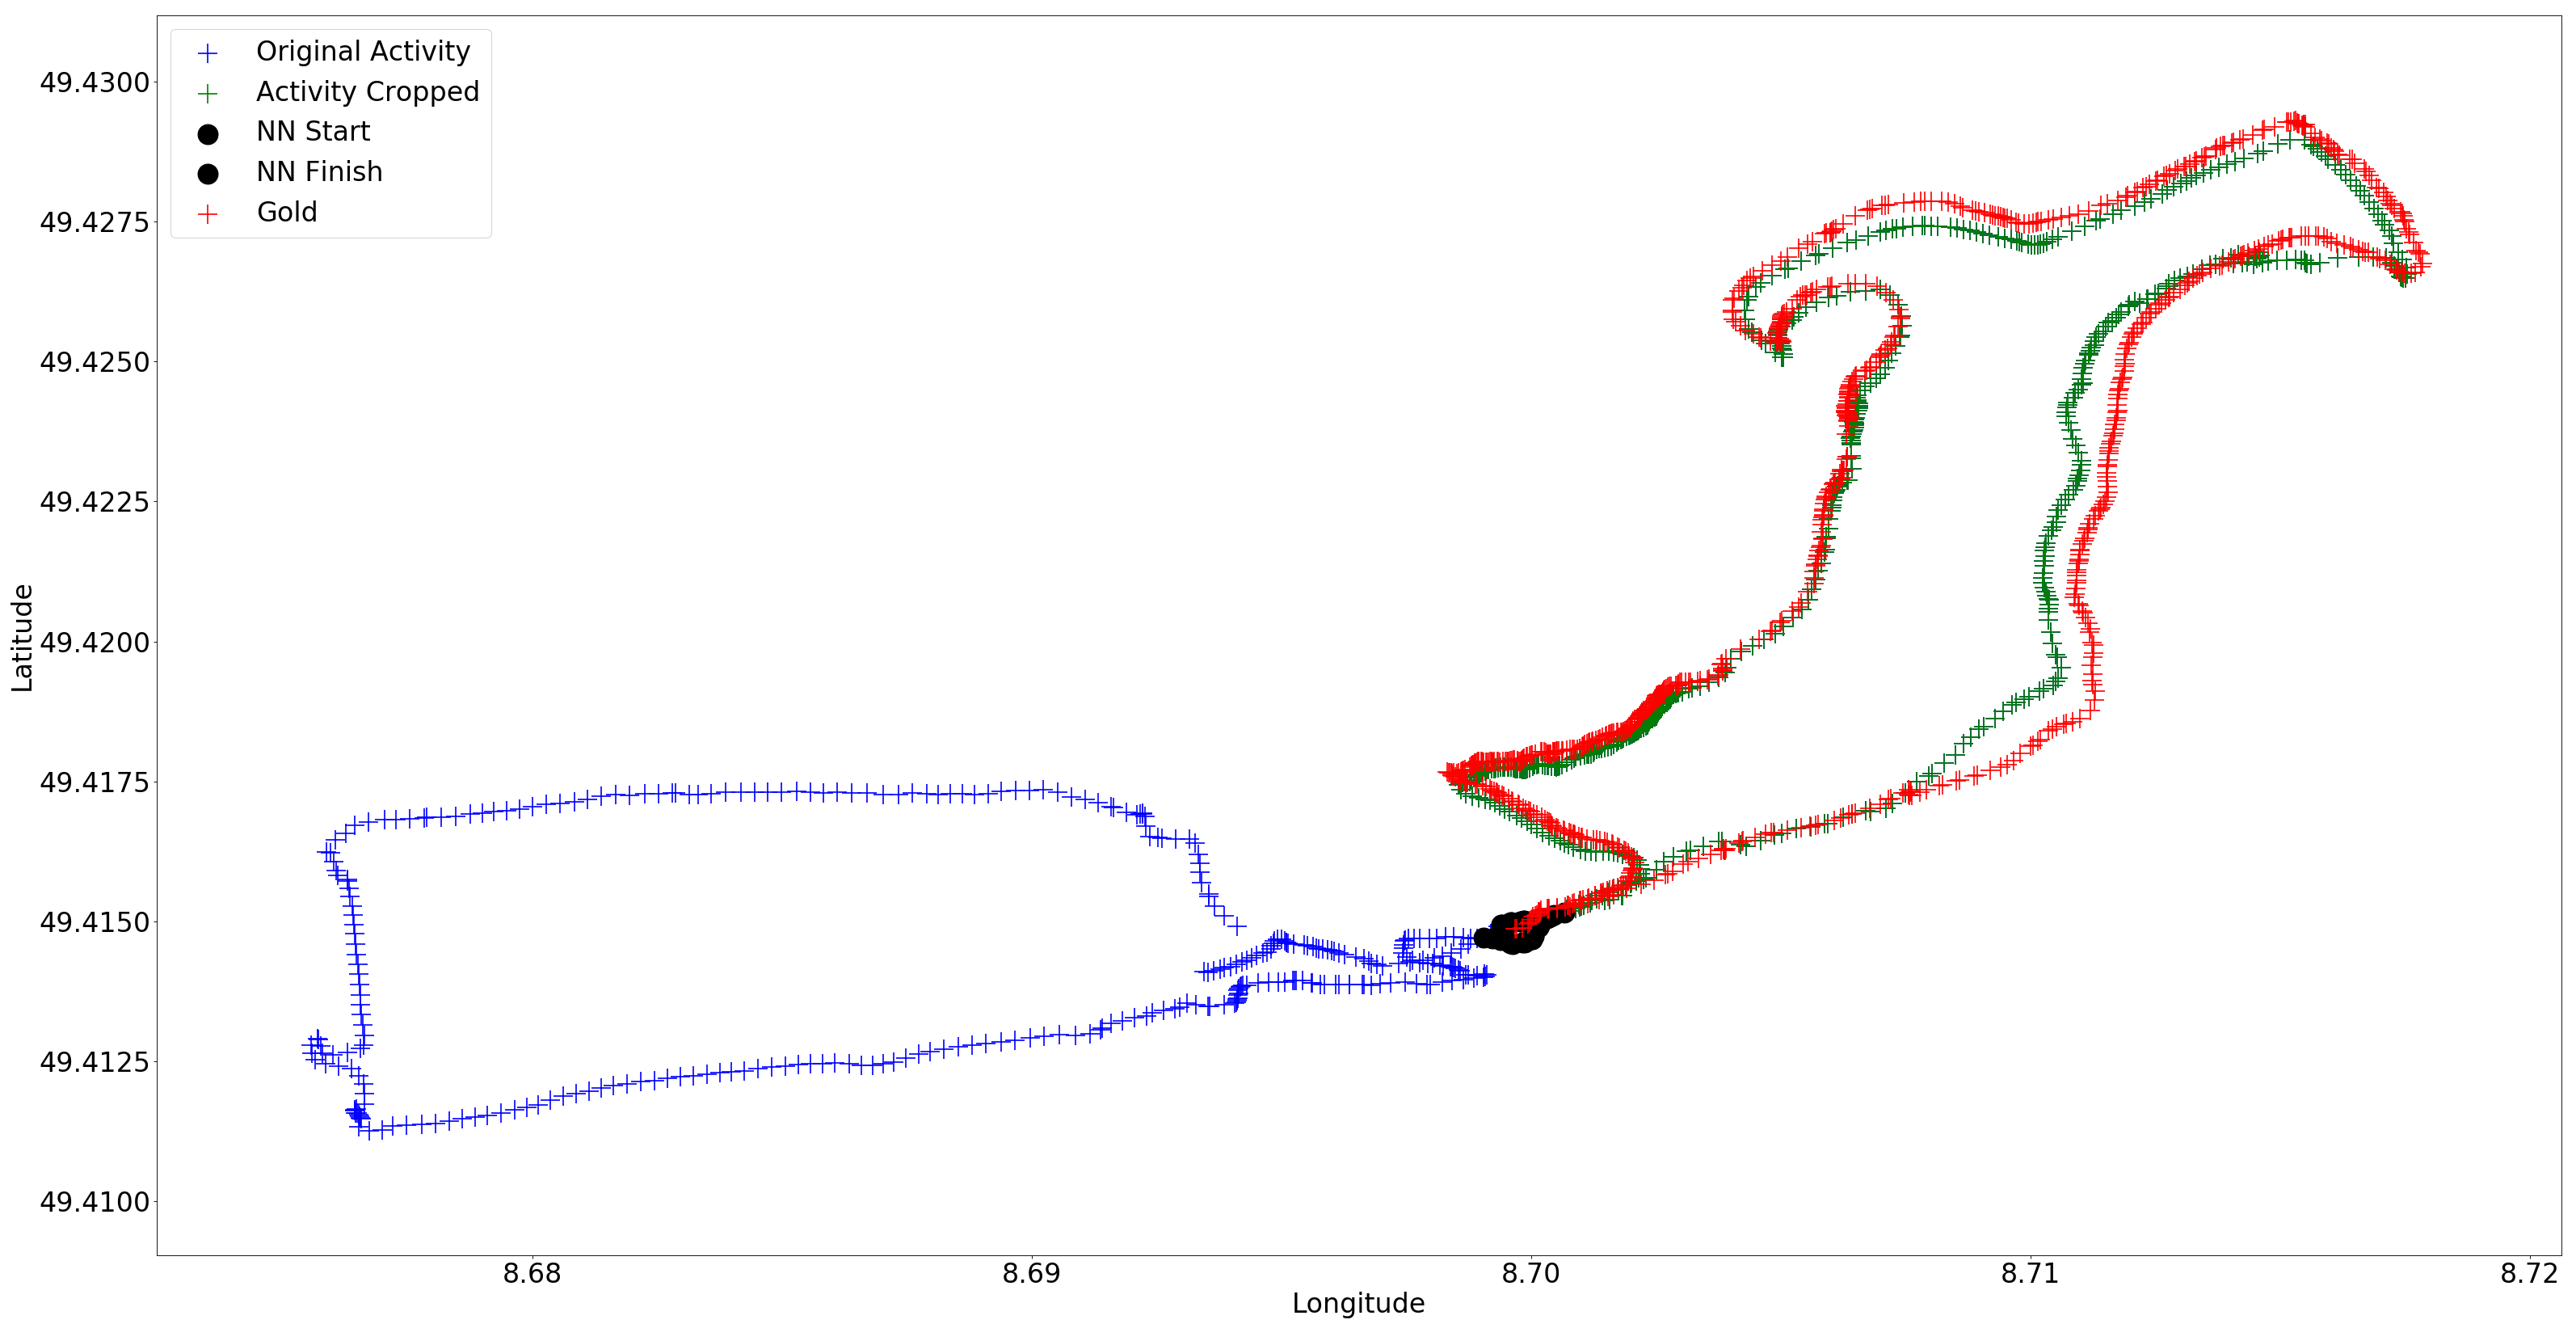 Original Activity
Activity Cropped
NN Start
NN Finish
Gold
49.4300
49.4275
49.4250
49.4225
49.4200
49.4175
49.4150
49.4125
49.4100
Latitude
8.68 8.69 8.70 8.71 8.72
Longitude